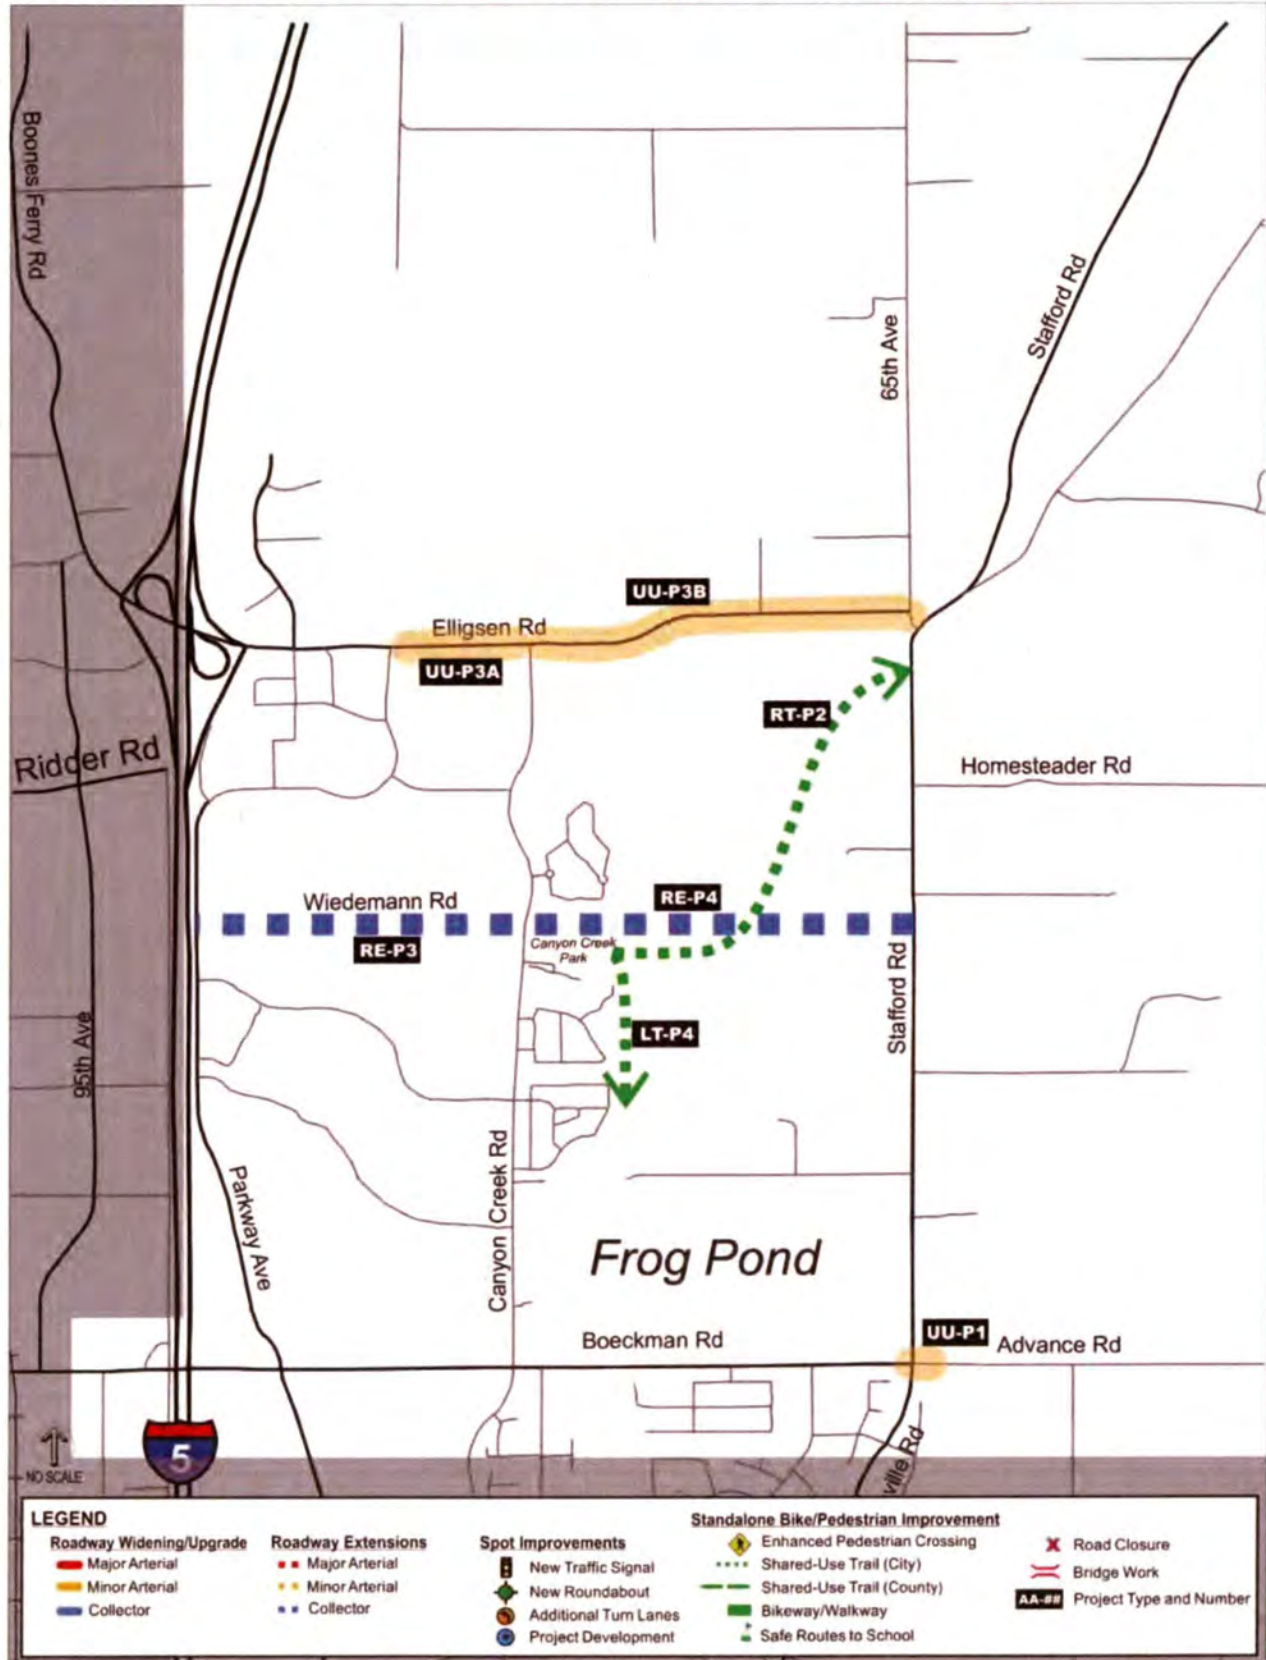 Boones Ferry Rd
Stafford Rd
65th Ave
UU-P3B
Elligsen Rd
UU-P3A
RT-P2
Ridder Rd
Homesteader Rd
Wiedemann Rd
RE-P4
RE-P3
Canyon Creek
Park
Stafford Rd
LT-P4
95th Ave
Canyon Creek Rd
Parkway Ave
Frog Pond
Boeckman Rd
UU-P1
Advance Rd
5
NO SCALE
ville Rd
LEGEND
Roadway Widening/Upgrade
Major Arterial
Minor Arterial
Collector
Roadway Extensions
Major Arterial
Minor Arterial
Collector
Spot Improvements
New Traffic Signal
New Roundabout
Additional Turn Lanes
Project Development
Standalone Bike/Pedestrian Improvement
Enhanced Pedestrian Crossing
Shared-Use Trail (City)
Shared-Use Trail (County)
Bikeway/Walkway
Safe Routes to School
Road Closure
Bridge Work
AA-## Project Type and Number